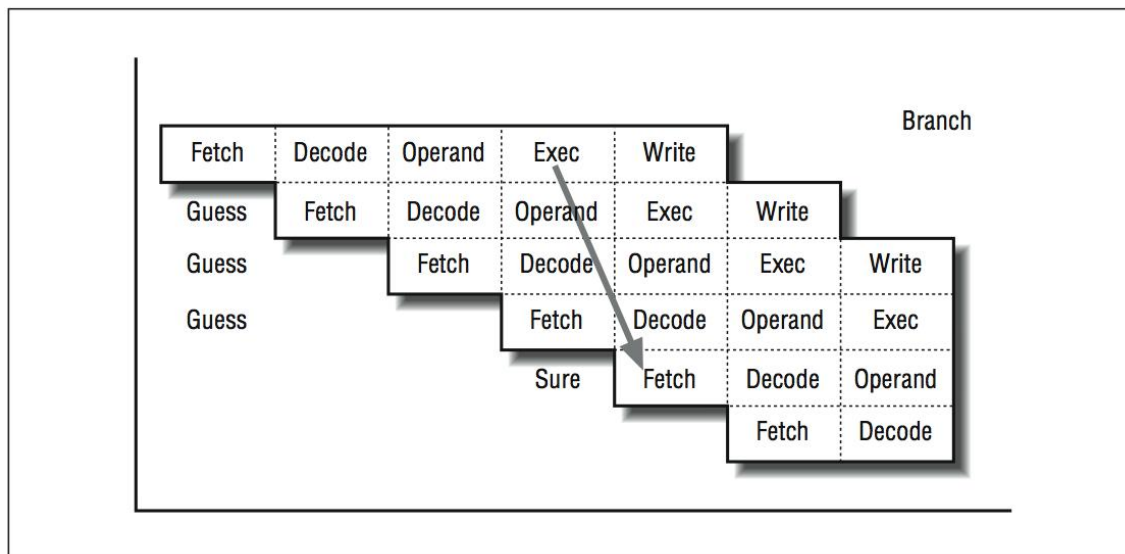 Branch
Fetch Decode Operand Exec Write
Guess Fetch Decode Operand Exec Write
Guess Fetch Decode Operand Exec Write
Guess Fetch Decode Operand Exec
Sure Fetch Decode Operand
Fetch Decode